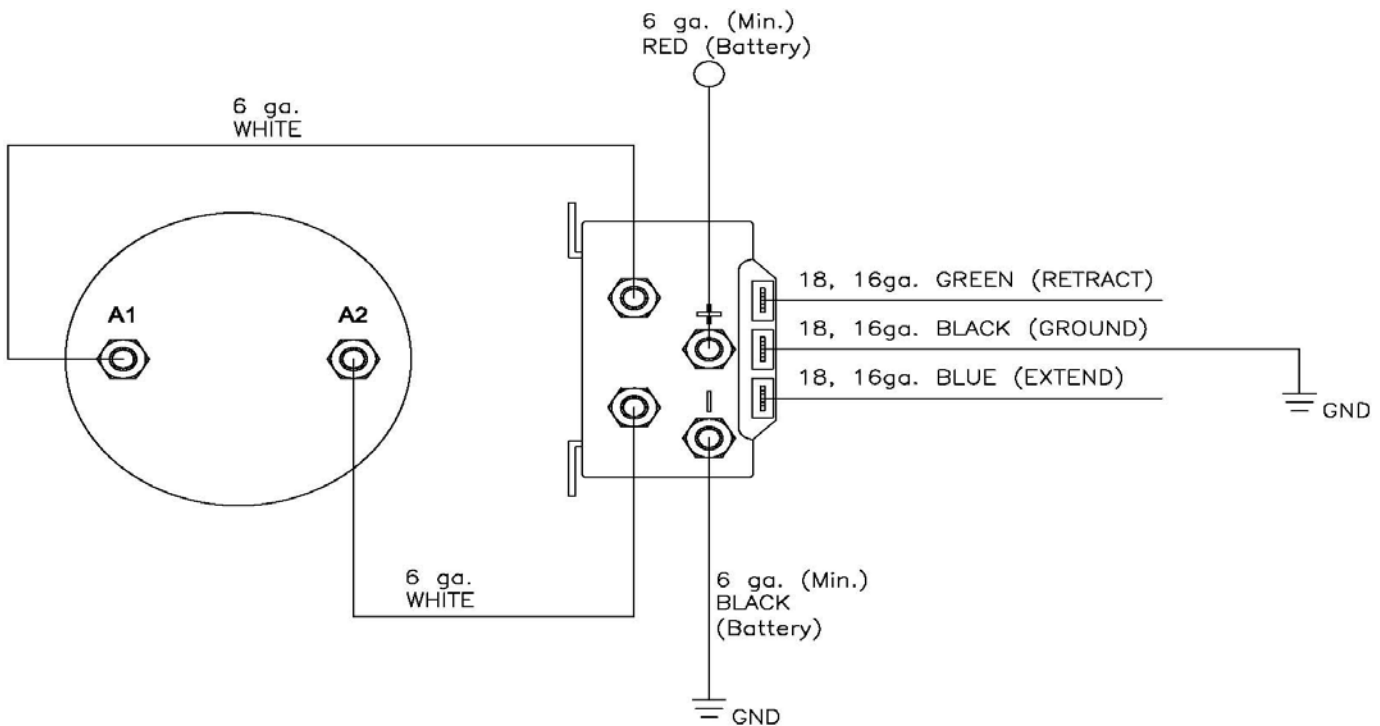 6 ga. (Min.)
RED (Battery)
6 ga.
WHITE
A1
A2
+
18, 16ga. GREEN (RETRACT)
18, 16ga. BLACK (GROUND)
18, 16ga. BLUE (EXTEND)
−
GND
6 ga.
WHITE
6 ga. (Min.)
BLACK
(Battery)
GND